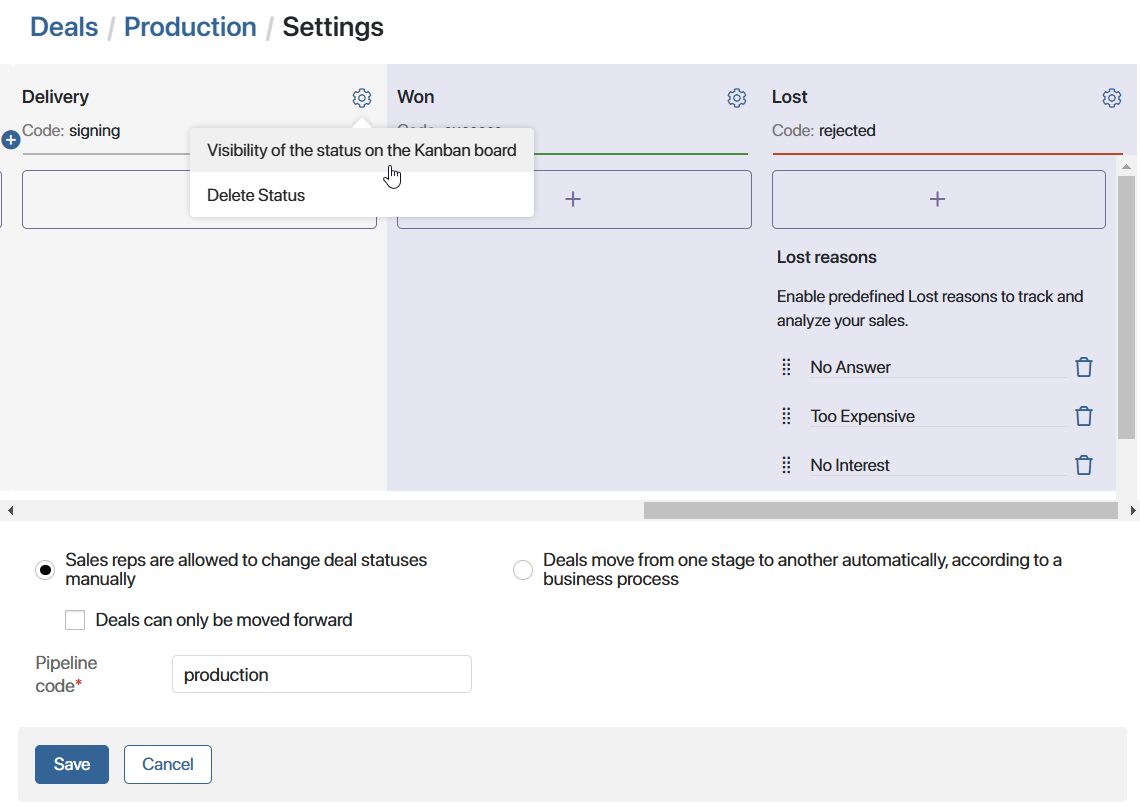 Deals / Production / Settings
Delivery
Code: signing
Visibility of the status on the Kanban board
Delete Status
Won
Lost
Code: rejected
Lost reasons
Enable predefined Lost reasons to track and
analyze your sales.
No Answer
Too Expensive
No Interest
Sales reps are allowed to change deal statuses
manually
Deals move from one stage to another automatically, according to a
business process
Deals can only be moved forward
Pipeline
code*
production
Save
Cancel